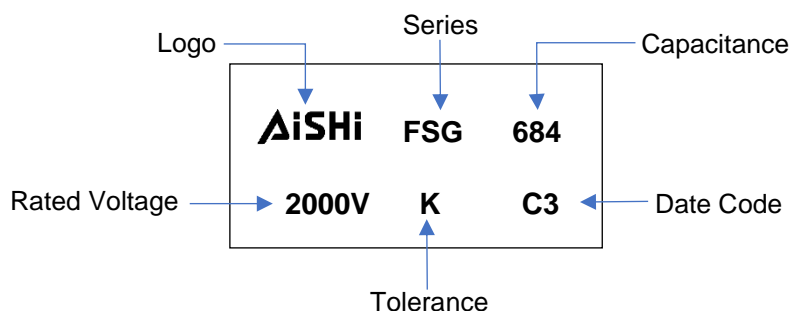 Logo
Series
Capacitance
AiSHi FSG 684
Rated Voltage
2000V K C3
Date Code
Tolerance